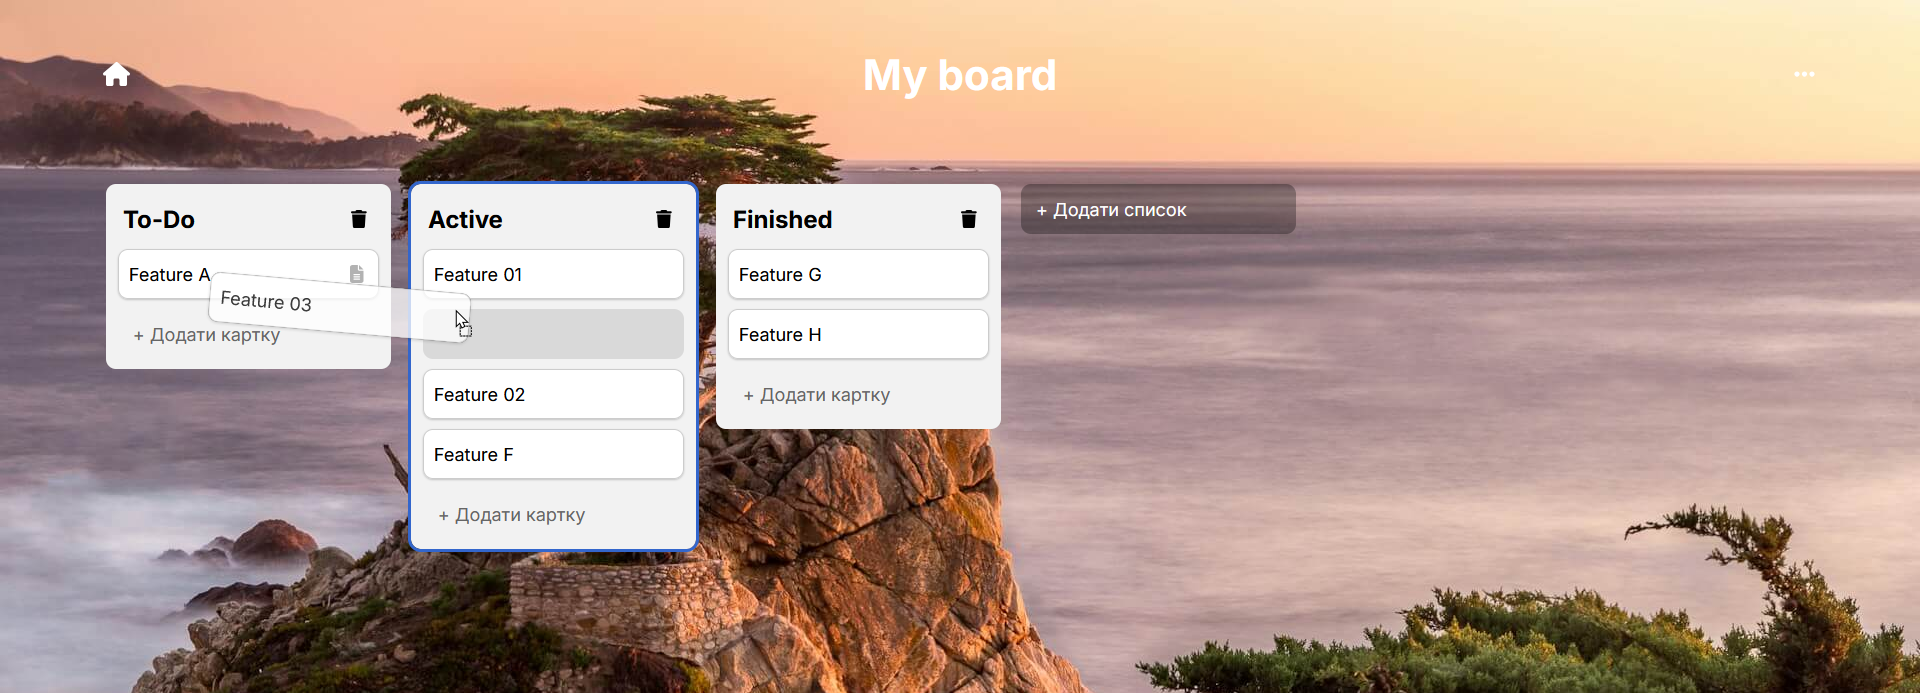 My board
To-Do
Feature A
Feature 03
+ Додати картку
Active
Feature 01
Feature 02
Feature F
+ Додати картку
Finished
Feature G
Feature H
+ Додати картку
+ Додати список